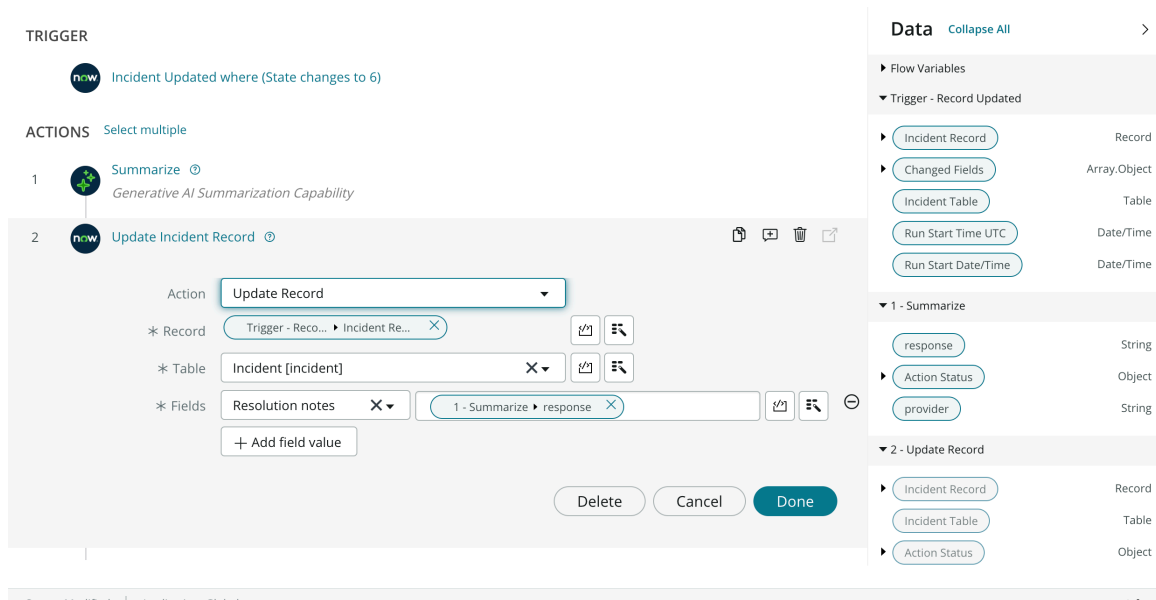 TRIGGER
now Incident Updated where (State changes to 6)
ACTIONS Select multiple
1 Summarize ?
Generative AI Summarization Capability
2 now Update Incident Record ?
Action Update Record
* Record Trigger - Reco... Incident Re...
* Table Incident [incident]
* Fields Resolution notes 1 - Summarize response
+ Add field value
Delete Cancel Done
Data Collapse All
Flow Variables
Trigger - Record Updated
Incident Record Record
Changed Fields Array.Object
Incident Table Table
Run Start Time UTC Date/Time
Run Start Date/Time Date/Time
1 - Summarize
response String
Action Status Object
provider String
2 - Update Record
Incident Record Record
Incident Table Table
Action Status Object